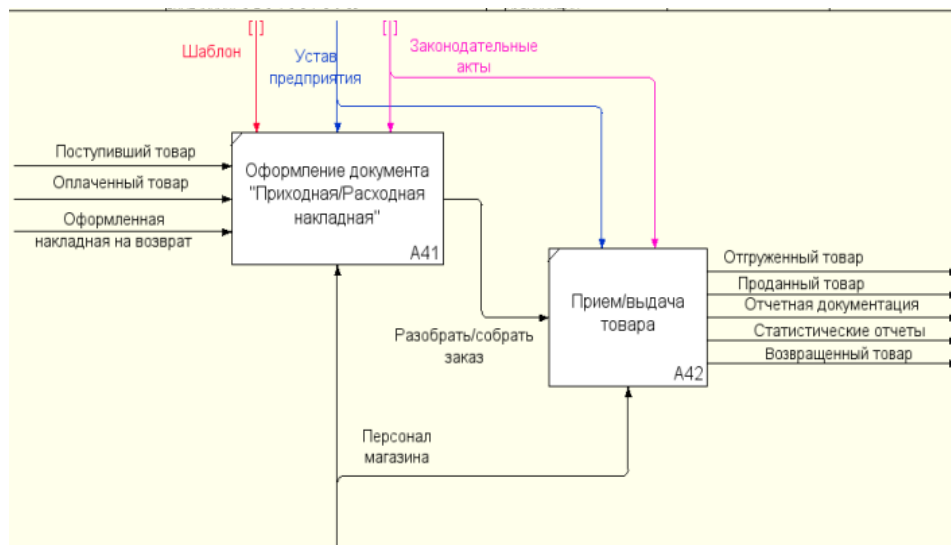 [ ]
[ ]
Шаблон
Устав
предприятия
Законодательные
акты
Поступивший товар
Оплаченный товар
Оформленная
накладная на возврат
Оформление документа
"Приходная/Расходная
накладная"
A41
Разобрать/собрать
заказ
Прием/выдача
товара
A42
Отгруженный товар
Проданный товар
Отчетная документация
Статистические отчеты
Возвращенный товар
Персонал
магазина